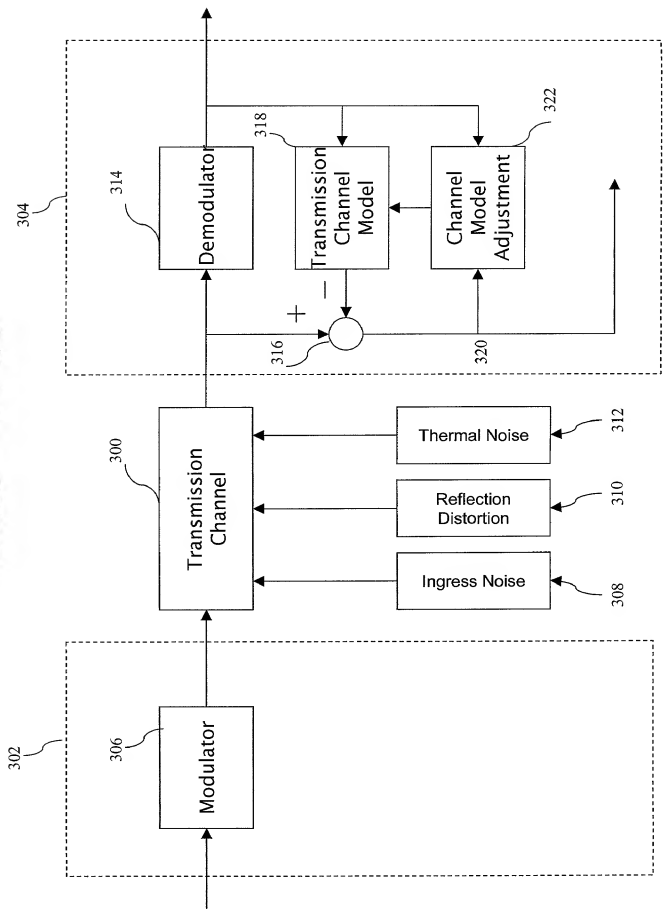 302
306
Modulator
300
Transmission
Channel
Ingress Noise
308
Reflection
Distortion
310
Thermal Noise
312
304
314
Demodulator
+
−
316
318
Transmission
Channel
Model
320
322
Channel
Model
Adjustment